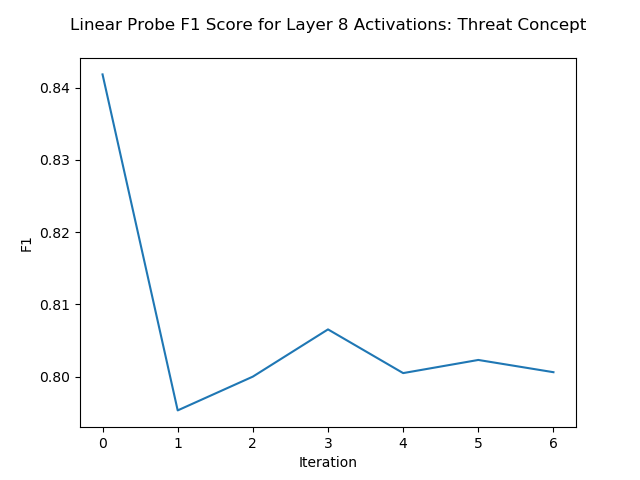 Linear Probe F1 Score for Layer 8 Activations: Threat Concept
0.84
0.83
0.82
0.81
0.80
F1
0 1 2 3 4 5 6
Iteration